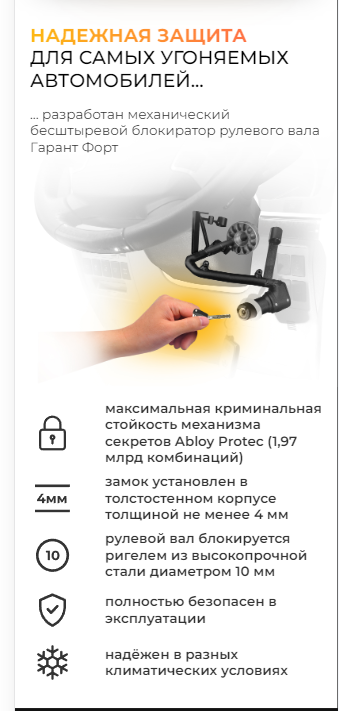 НАДЕЖНАЯ ЗАЩИТА
ДЛЯ САМЫХ УГОНЯЕМЫХ
АВТОМОБИЛЕЙ...
... разработан механический
бесштыревой блокиратор рулевого вала
Гарант Форт
максимальная криминальная
стойкость механизма
секретов Abloy Protec (1,97
млрд комбинаций)
4мм
замок установлен в
толстостенном корпусе
толщиной не менее 4 мм
10
рулевой вал блокируется
ригелем из высокопрочной
стали диаметром 10 мм
полностью безопасен в
эксплуатации
надёжен в разных
климатических условиях